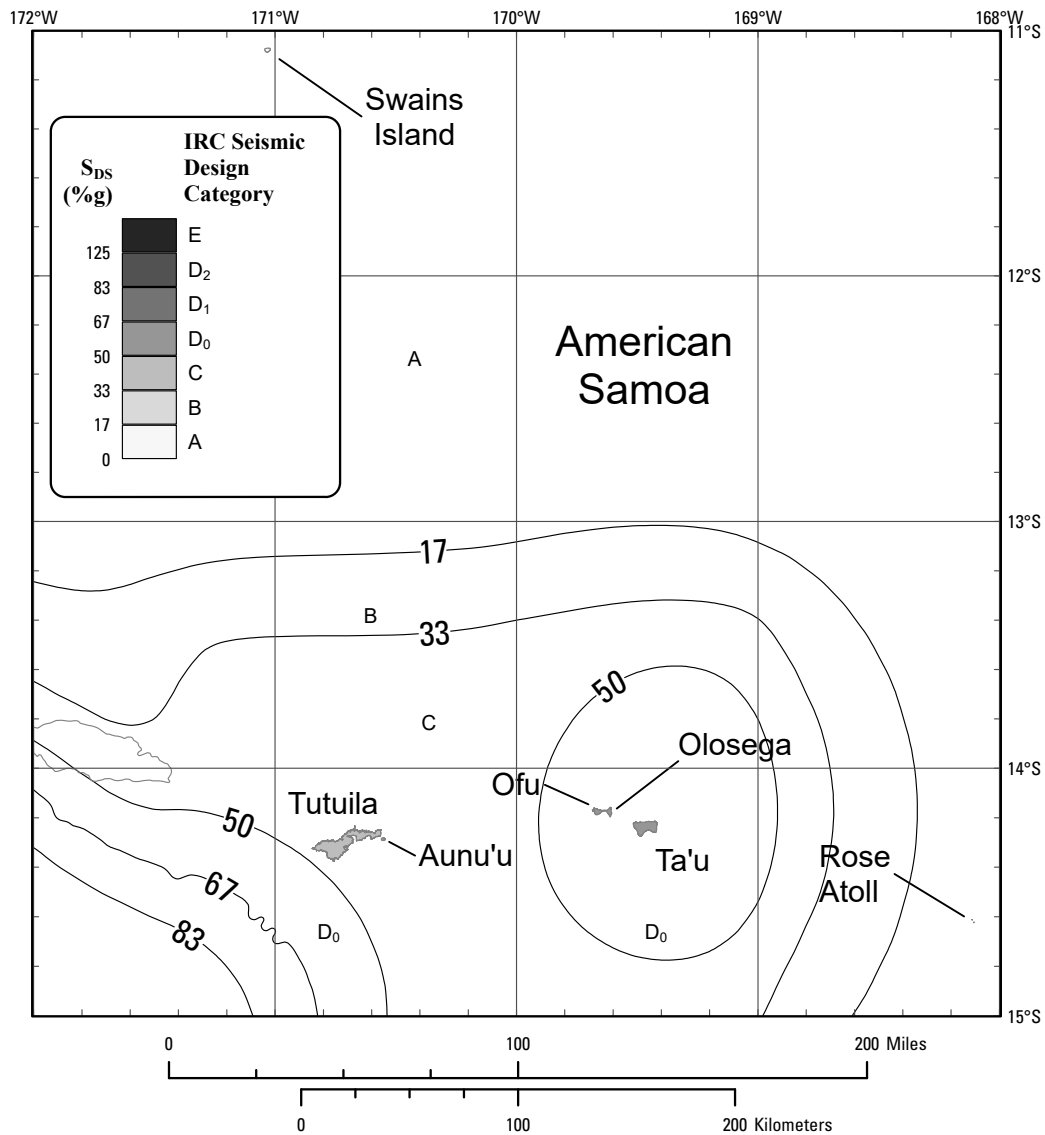 172°W 171°W 170°W 169°W 168°W
11°S
Swains
Island
IRC Seismic
Design
Category
S_DS
(%g)
E
125
D₂
83
D₁
67
D₀
50
C
33
B
17
A
0
12°S
A
American
Samoa
13°S
17
B
33
50
C
Olosega
14°S
Ofu
Tutuila
50
Aunu'u
Ta'u
Rose
Atoll
67
83
D₀
D₀
15°S
0 100 200 Miles
0 100 200 Kilometers